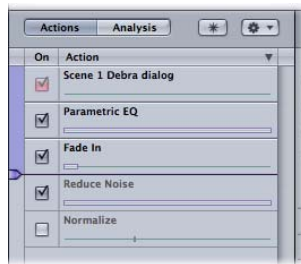 Actions Analysis
On Action
Scene 1 Debra dialog
Parametric EQ
Fade In
Reduce Noise
Normalize